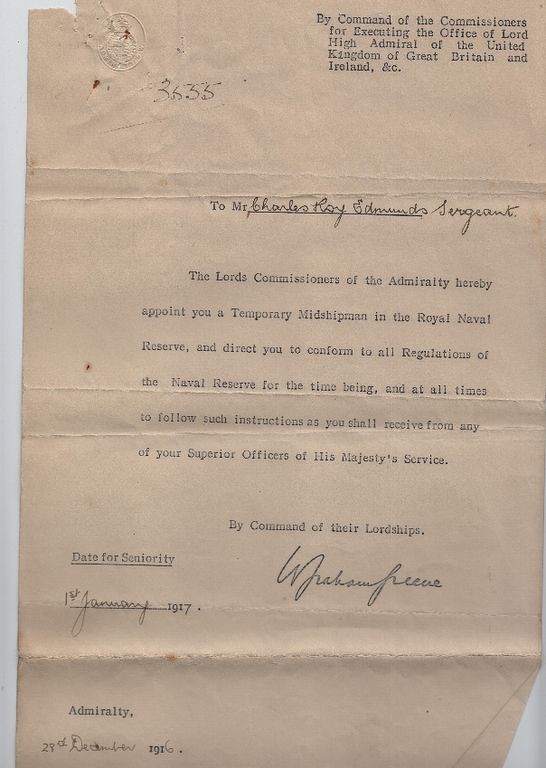 By Command of the Commissioners
for Executing the Office of Lord
High Admiral of the United
Kingdom of Great Britain and
Ireland, &c.
3655
To Mr. Charles Roy Edmunds Sergeant.
The Lords Commissioners of the Admiralty hereby
appoint you a Temporary Midshipman in the Royal Naval
Reserve, and direct you to conform to all Regulations of
the Naval Reserve for the time being, and at all times
to follow such instructions as you shall receive from any
of your Superior Officers of His Majesty's Service.
By Command of their Lordships.
Date for Seniority
W Graham Greene
1st January 1917.
Admiralty,
December 1916.